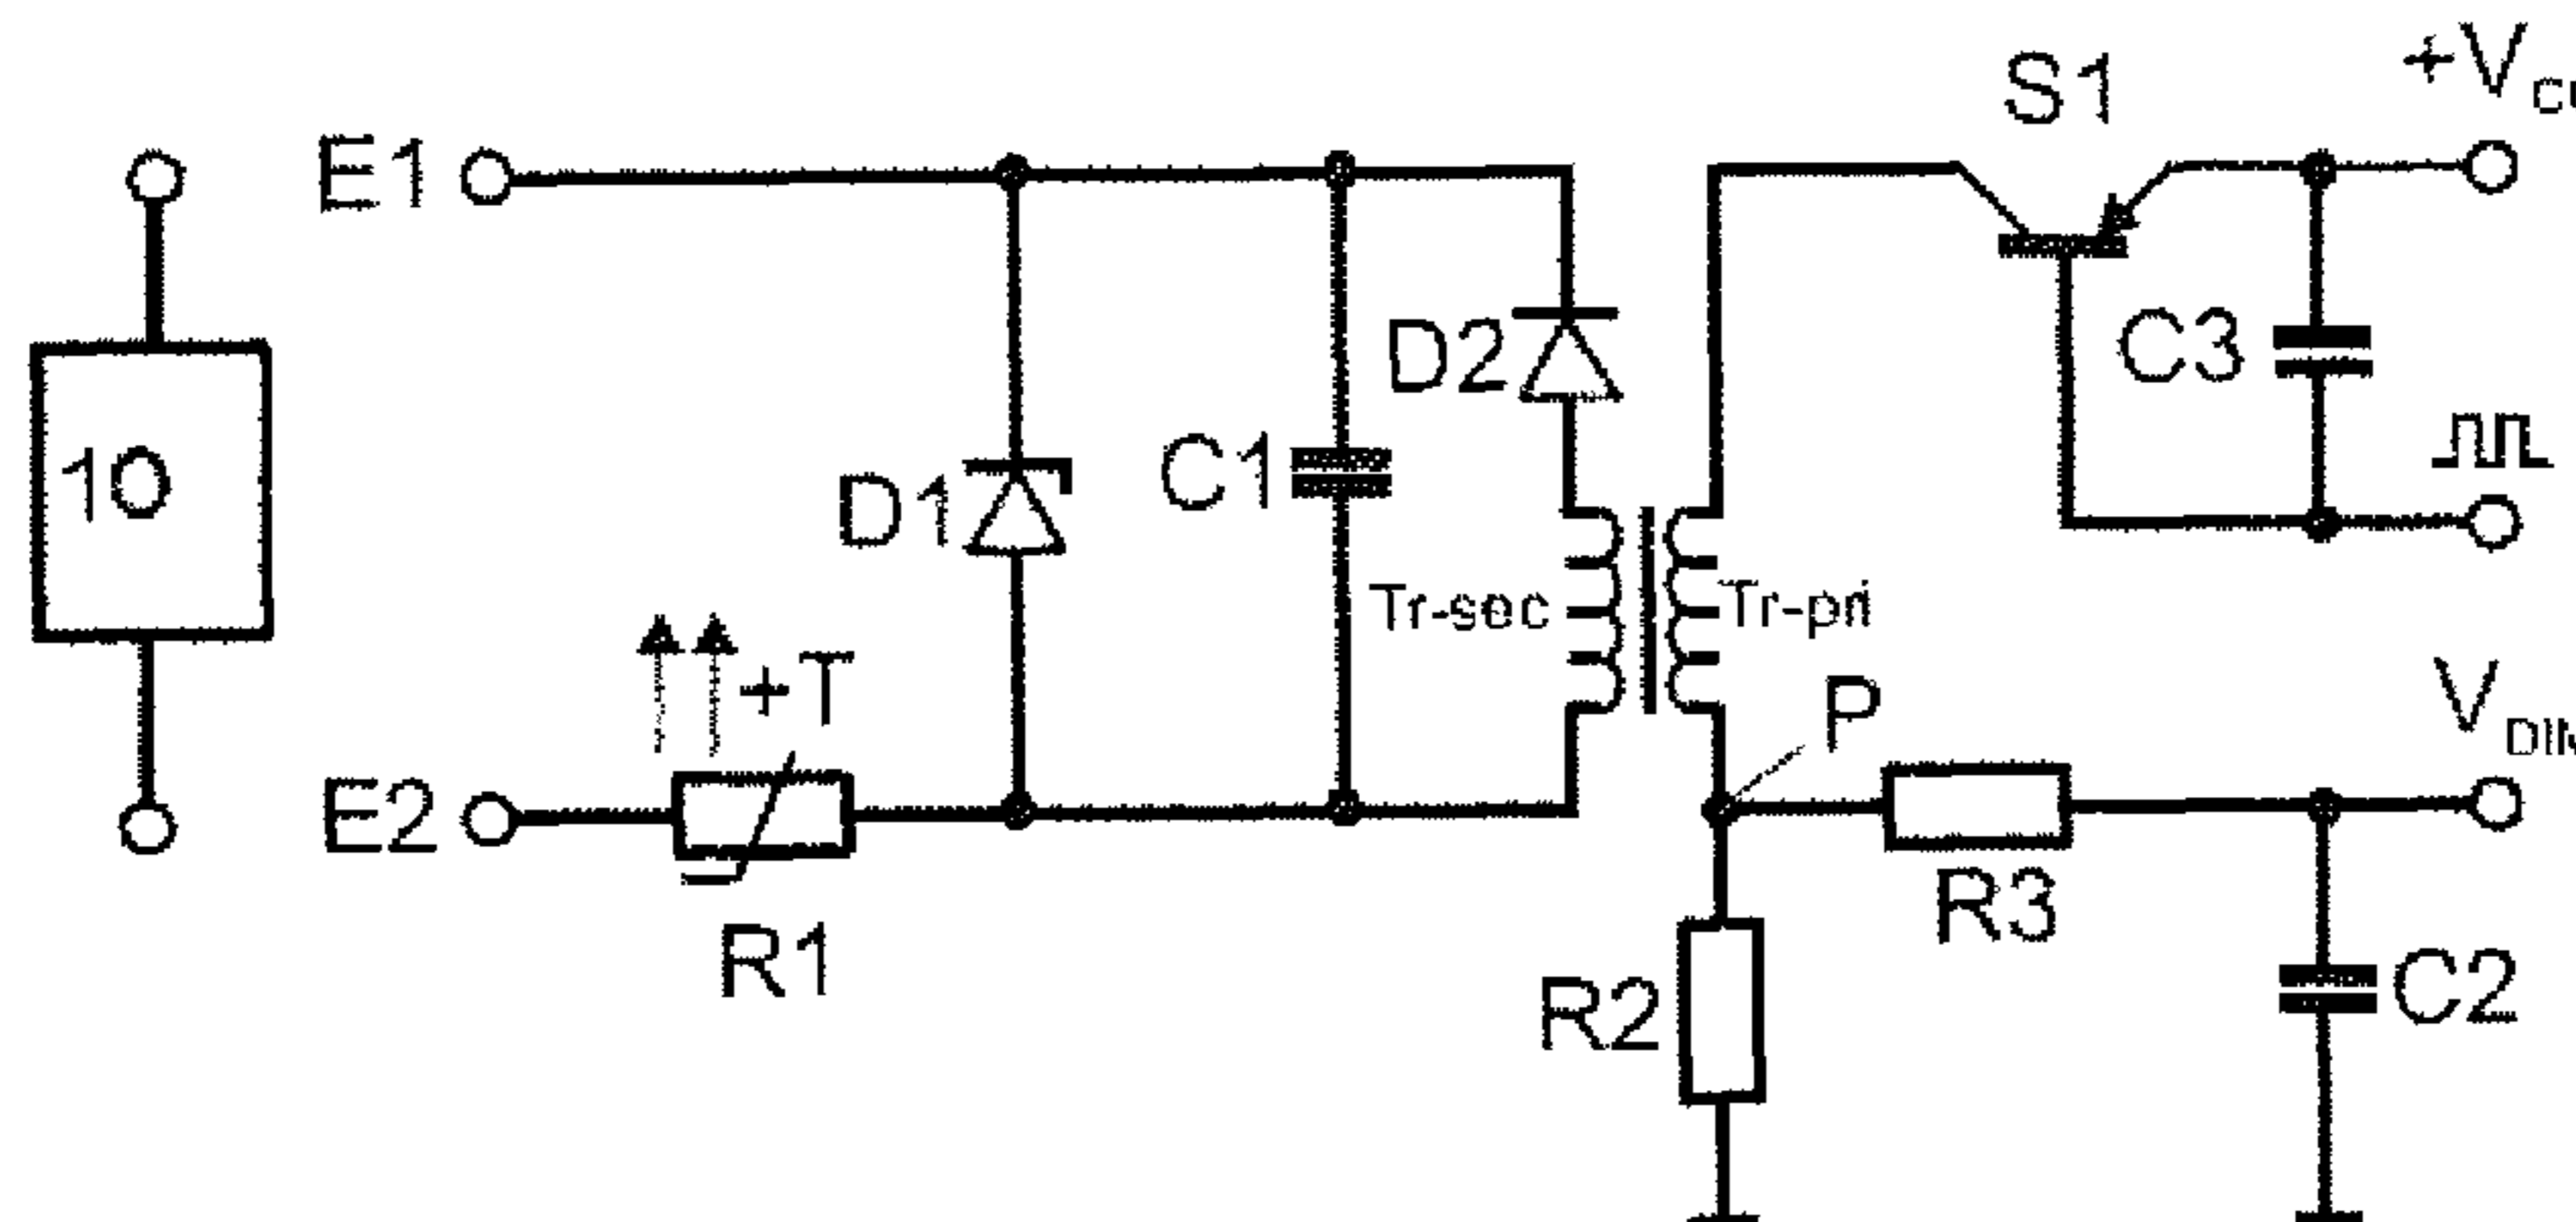 S1
+V
E1
C3
D2
10
C1
D1
Tr-sec
Tr-pri
+T
P
V
E2
R3
R1
R2
C2